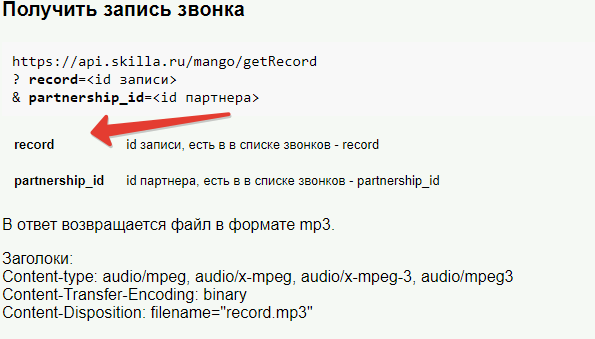 Получить запись звонка
https://api.skilla.ru/mango/getRecord
? record=<id записи>
& partnership_id=<id партнера>
record id записи, есть в в списке звонков - record
partnership_id id партнера, есть в в списке звонков - partnership_id
В ответ возвращается файл в формате mp3.
Заголоки:
Content-type: audio/mpeg, audio/x-mpeg, audio/x-mpeg-3, audio/mpeg3
Content-Transfer-Encoding: binary
Content-Disposition: filename="record.mp3"